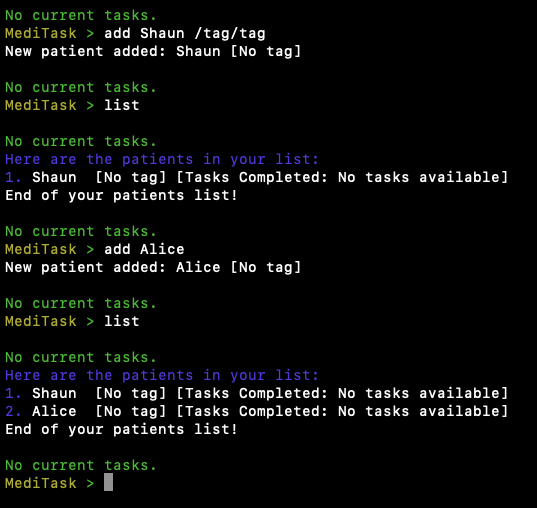 No current tasks.
MediTask > add Shaun /tag/tag
New patient added: Shaun [No tag]
No current tasks.
MediTask > list
No current tasks.
Here are the patients in your list:
1. Shaun  [No tag] [Tasks Completed: No tasks available]
End of your patients list!
No current tasks.
MediTask > add Alice
New patient added: Alice [No tag]
No current tasks.
MediTask > list
No current tasks.
Here are the patients in your list:
1. Shaun  [No tag] [Tasks Completed: No tasks available]
2. Alice  [No tag] [Tasks Completed: No tasks available]
End of your patients list!
No current tasks.
MediTask >